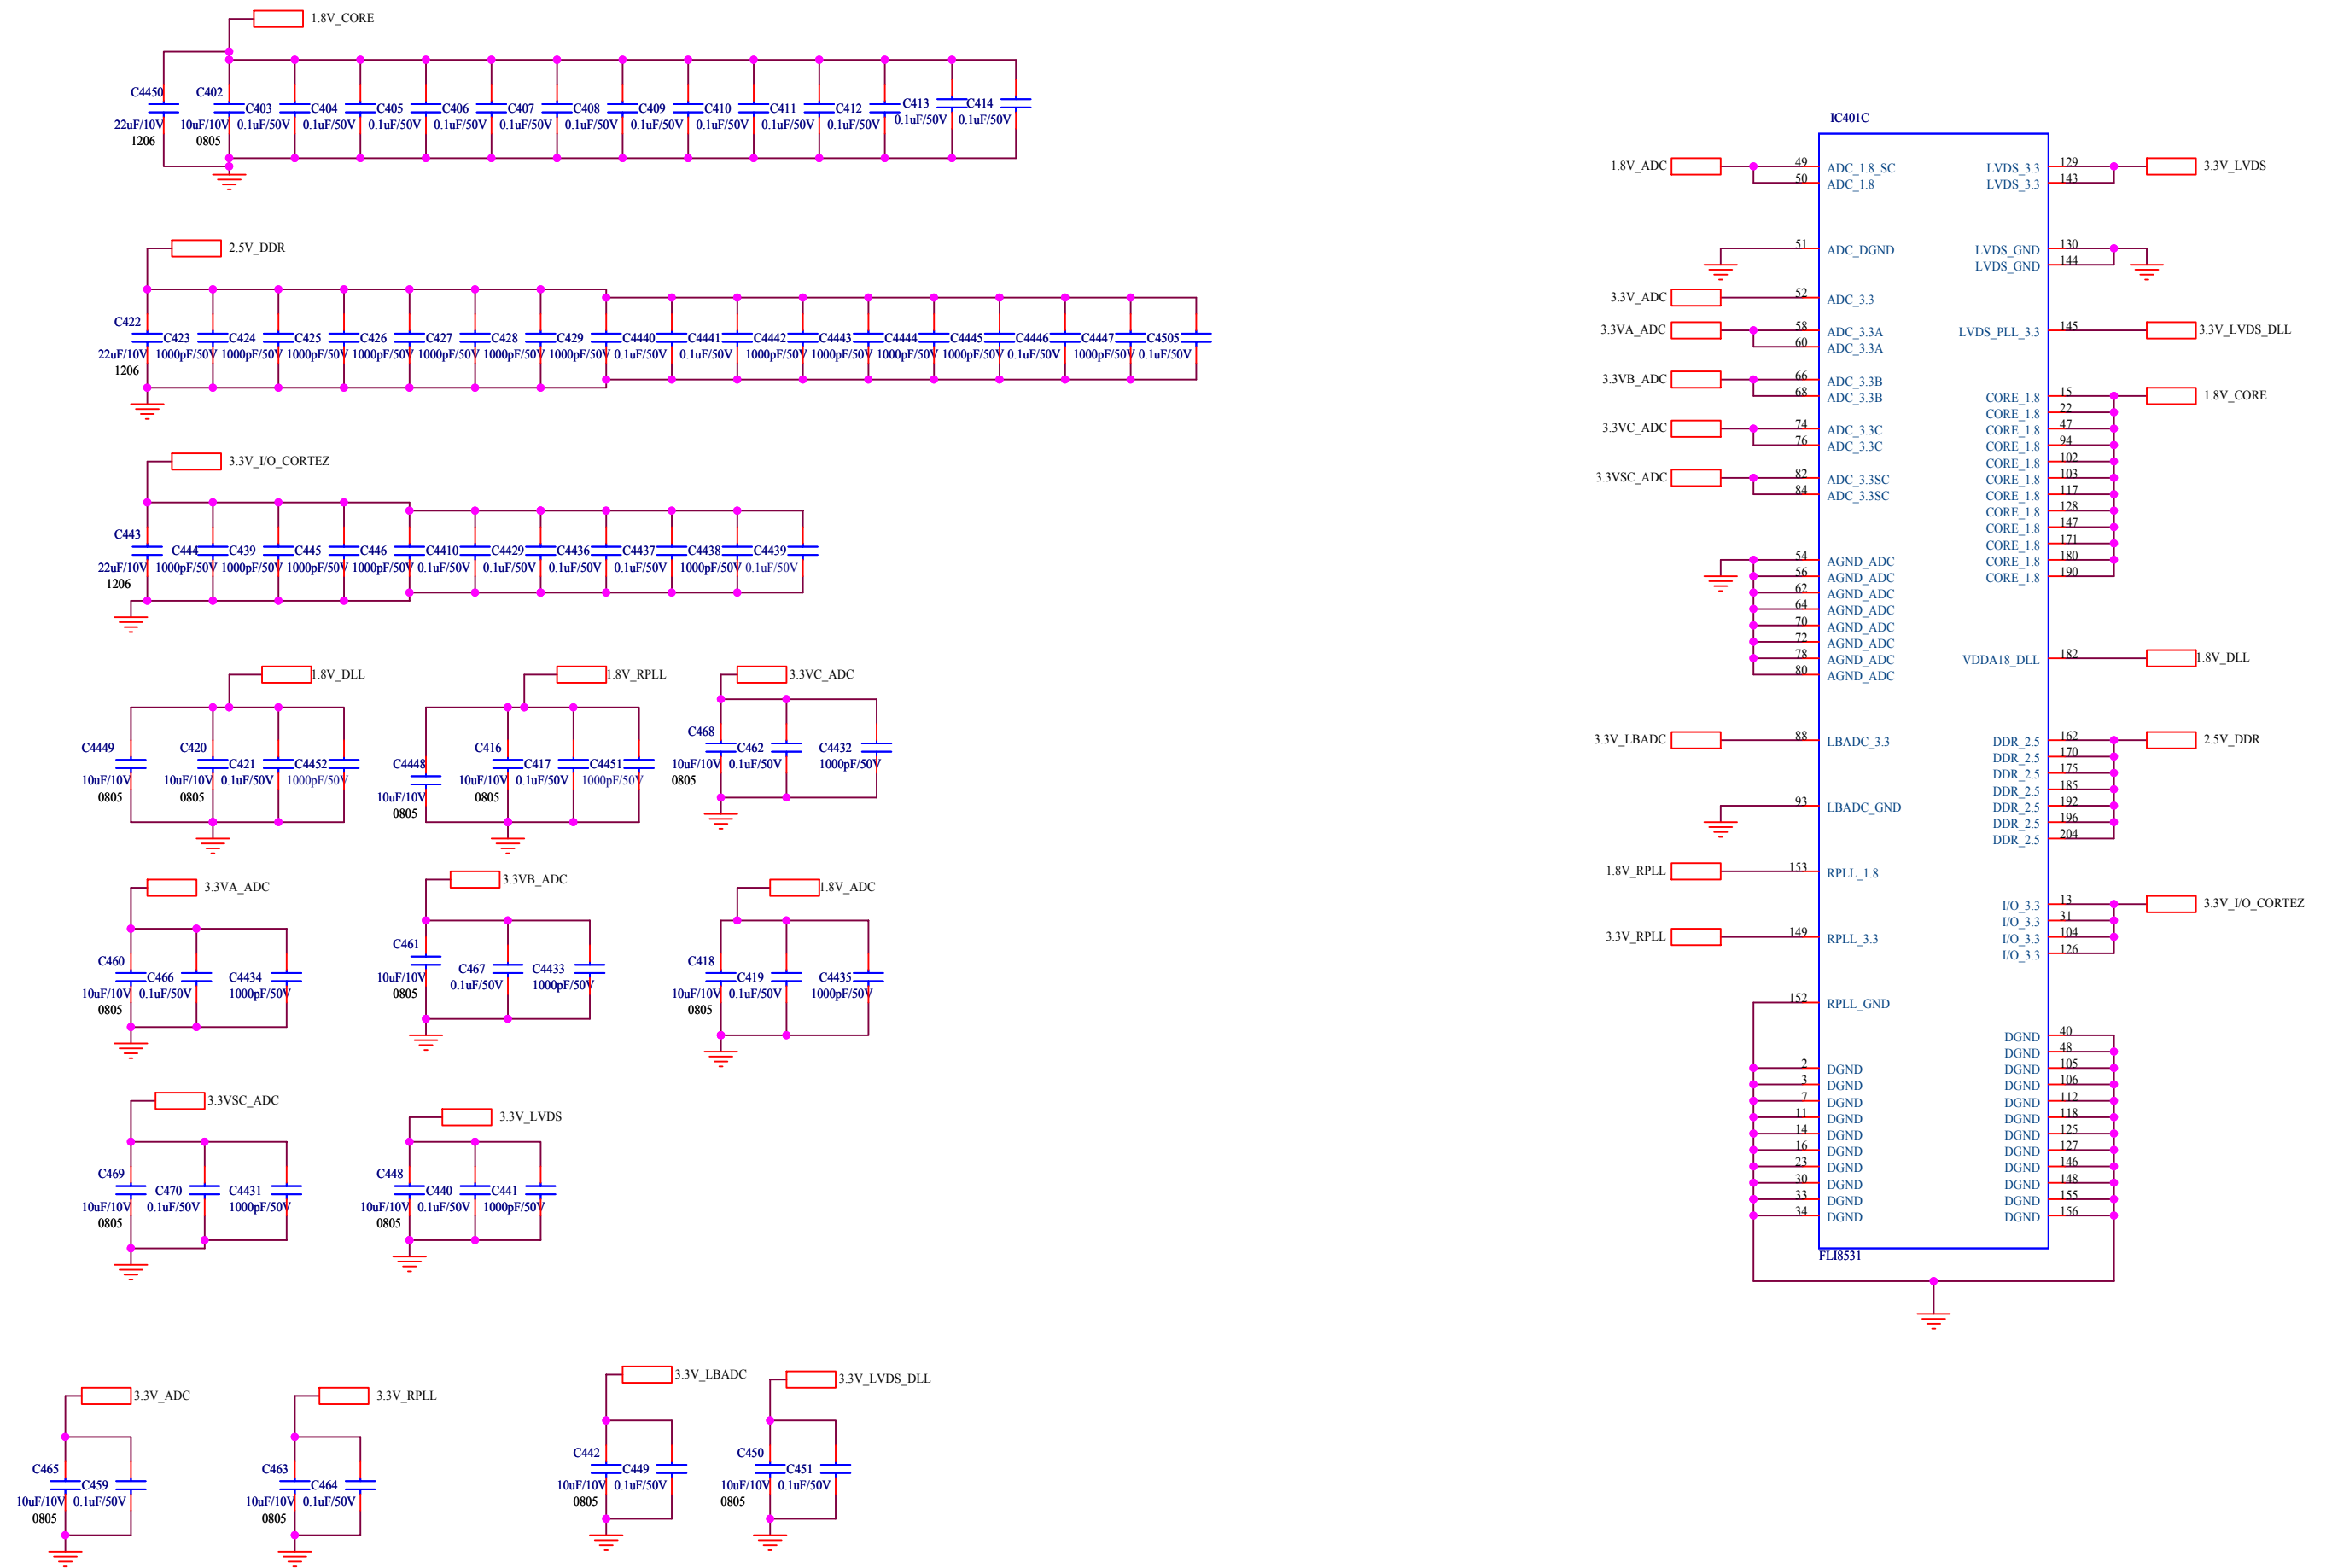 1.8V_CORE
C4450 C402
C403 C404 C405 C406 C407 C408 C409 C410 C411 C412 C413 C414
22uF/10V 10uF/10V 0.1uF/50V 0.1uF/50V 0.1uF/50V 0.1uF/50V 0.1uF/50V 0.1uF/50V 0.1uF/50V 0.1uF/50V 0.1uF/50V 0.1uF/50V 0.1uF/50V 0.1uF/50V
1206 0805
2.5V_DDR
C422
C423 C424 C425 C426 C427 C428 C429 C4440 C4441 C4442 C4443 C4444 C4445 C4446 C4447 C4505
22uF/10V 1000pF/50V 1000pF/50V 1000pF/50V 1000pF/50V 1000pF/50V 1000pF/50V 1000pF/50V 0.1uF/50V 0.1uF/50V 1000pF/50V 1000pF/50V 1000pF/50V 1000pF/50V 0.1uF/50V 1000pF/50V 0.1uF/50V
1206
3.3V_I/O_CORTEZ
C443
C444 C439 C445 C446 C4410 C4429 C4436 C4437 C4438 C4439
22uF/10V 1000pF/50V 1000pF/50V 1000pF/50V 1000pF/50V 0.1uF/50V 0.1uF/50V 0.1uF/50V 0.1uF/50V 1000pF/50V 0.1uF/50V
1206
1.8V_DLL
C4449 C420
C421 C4452
10uF/10V 10uF/10V 0.1uF/50V 1000pF/50V
0805 0805
1.8V_RPLL
C416
C4448 C417 C4451
10uF/10V 0.1uF/50V 1000pF/50V
10uF/10V 0805
0805
3.3VC_ADC
C468
C462 C4432
10uF/10V 0.1uF/50V 1000pF/50V
0805
3.3VA_ADC
C460
C466 C4434
10uF/10V 0.1uF/50V 1000pF/50V
0805
3.3VB_ADC
C461
C467 C4433
10uF/10V
0.1uF/50V 1000pF/50V
0805
1.8V_ADC
C418
C419 C4435
10uF/10V 0.1uF/50V 1000pF/50V
0805
3.3VSC_ADC
C469
C470 C4431
10uF/10V 0.1uF/50V 1000pF/50V
0805
3.3V_LVDS
C448
C440 C441
10uF/10V 0.1uF/50V 1000pF/50V
0805
3.3V_ADC
C465
C459
10uF/10V 0.1uF/50V
0805
3.3V_RPLL
C463
C464
10uF/10V 0.1uF/50V
0805
3.3V_LBADC
C442
C449
10uF/10V 0.1uF/50V
0805
3.3V_LVDS_DLL
C450
C451
10uF/10V 0.1uF/50V
0805
IC401C
1.8V_ADC 49 ADC_1.8_SC
50 ADC_1.8
51 ADC_DGND
3.3V_ADC 52 ADC_3.3
3.3VA_ADC 58 ADC_3.3A
60 ADC_3.3A
3.3VB_ADC 66 ADC_3.3B
68 ADC_3.3B
3.3VC_ADC 74 ADC_3.3C
76 ADC_3.3C
3.3VSC_ADC 82 ADC_3.3SC
84 ADC_3.3SC
54 AGND_ADC
56 AGND_ADC
62 AGND_ADC
64 AGND_ADC
70 AGND_ADC
72 AGND_ADC
78 AGND_ADC
80 AGND_ADC
3.3V_LBADC 88 LBADC_3.3
93 LBADC_GND
1.8V_RPLL 153 RPLL_1.8
3.3V_RPLL 149 RPLL_3.3
152 RPLL_GND
2 DGND
3 DGND
7 DGND
11 DGND
14 DGND
16 DGND
23 DGND
30 DGND
33 DGND
34 DGND
LVDS_3.3 129 3.3V_LVDS
LVDS_3.3 143
LVDS_GND 130
LVDS_GND 144
LVDS_PLL_3.3 145 3.3V_LVDS_DLL
CORE_1.8 15 1.8V_CORE
CORE_1.8 22
CORE_1.8 47
CORE_1.8 94
CORE_1.8 102
CORE_1.8 103
CORE_1.8 117
CORE_1.8 128
CORE_1.8 147
CORE_1.8 171
CORE_1.8 180
CORE_1.8 190
VDDA18_DLL 182 1.8V_DLL
DDR_2.5 162 2.5V_DDR
DDR_2.5 170
DDR_2.5 175
DDR_2.5 185
DDR_2.5 192
DDR_2.5 196
DDR_2.5 204
I/O_3.3 13 3.3V_I/O_CORTEZ
I/O_3.3 31
I/O_3.3 104
I/O_3.3 126
DGND 40
DGND 48
DGND 105
DGND 106
DGND 112
DGND 118
DGND 125
DGND 127
DGND 146
DGND 148
DGND 155
DGND 156
FLI8531